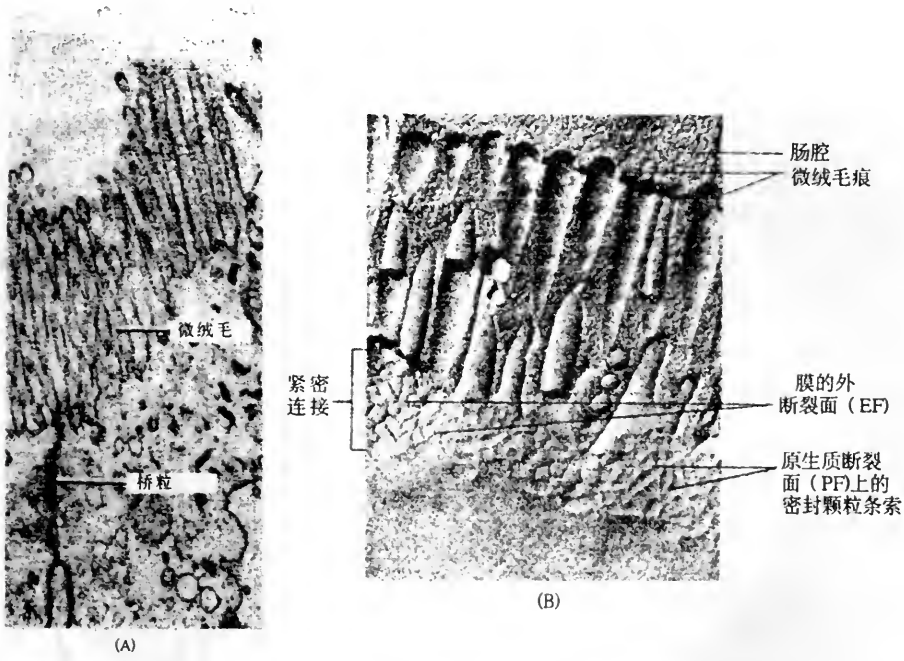 微绒毛
桥粒
(A)
肠腔
微绒毛痕
紧密
连接
膜的外
断裂面（EF）
原生质断裂
面（PF)上的
密封颗粒条索
(B)